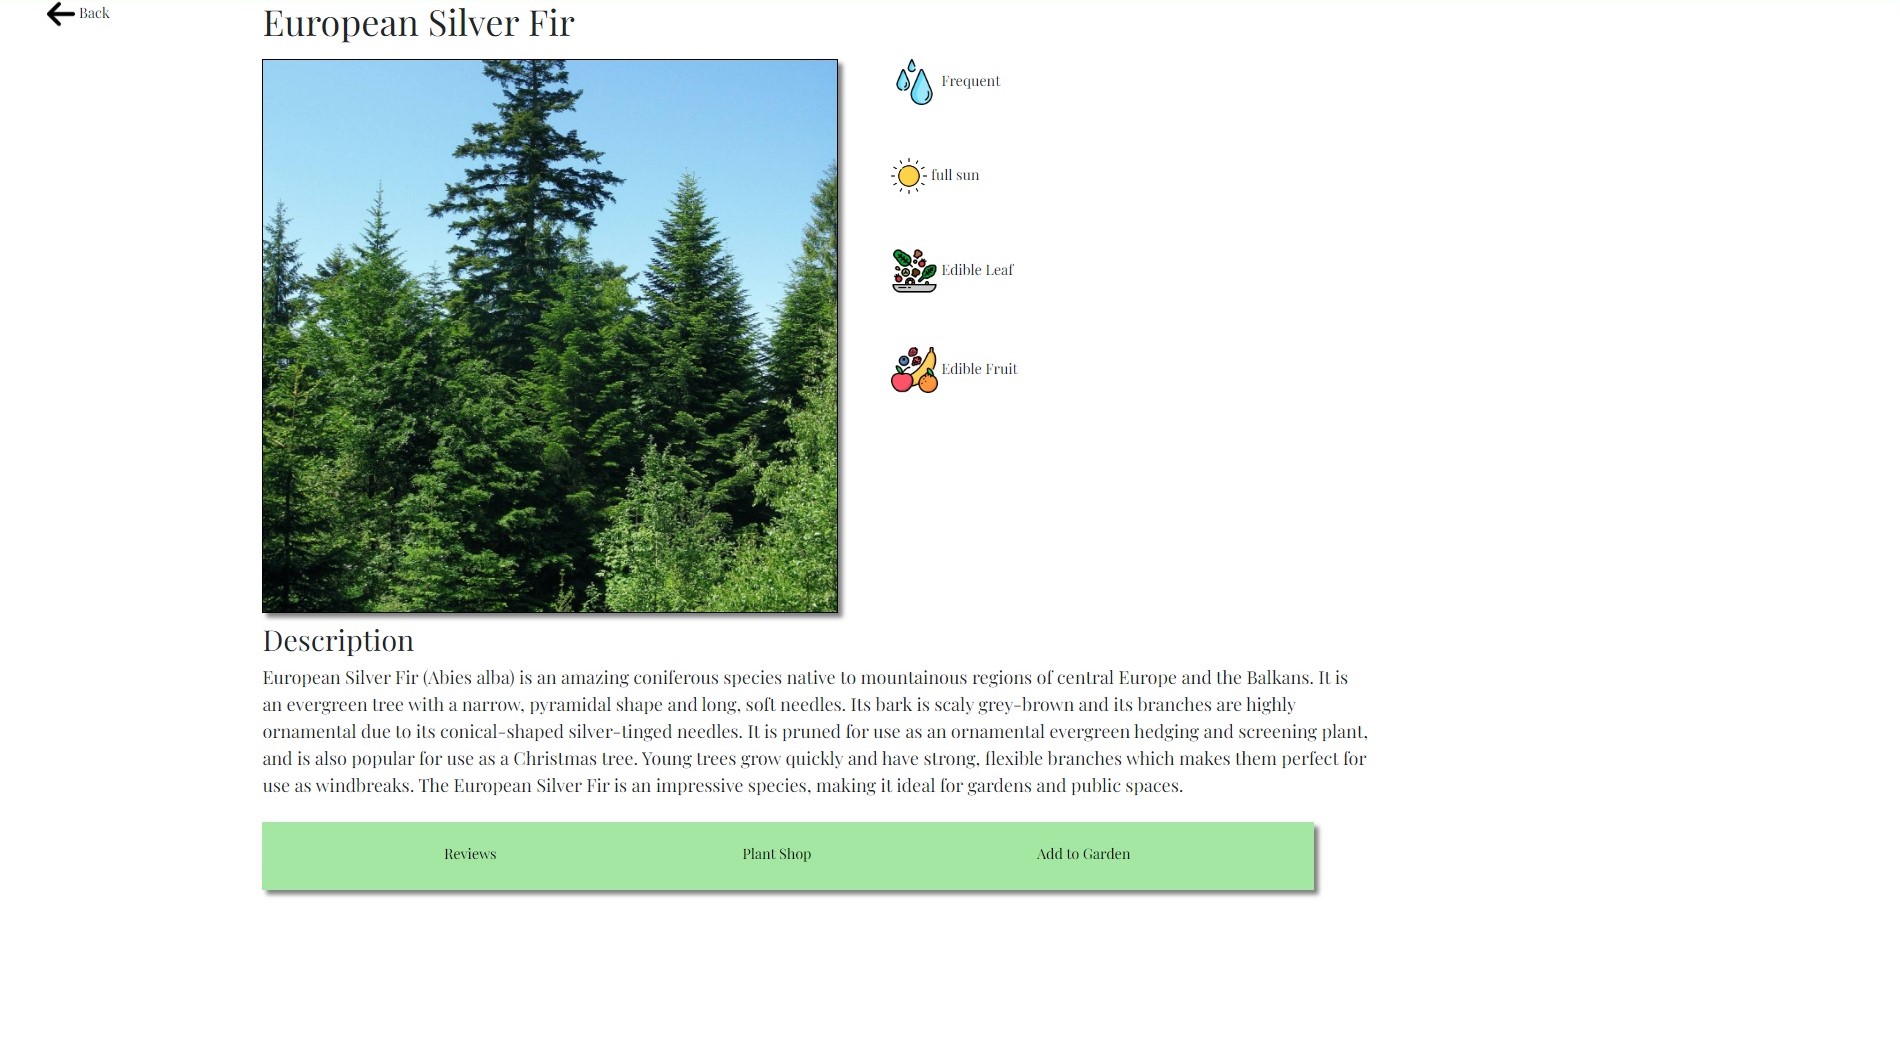 Back
European Silver Fir
Frequent
full sun
Edible Leaf
Edible Fruit
Description
European Silver Fir (Abies alba) is an amazing coniferous species native to mountainous regions of central Europe and the Balkans. It is
an evergreen tree with a narrow, pyramidal shape and long, soft needles. Its bark is scaly grey-brown and its branches are highly
ornamental due to its conical-shaped silver-tinged needles. It is pruned for use as an ornamental evergreen hedging and screening plant,
and is also popular for use as a Christmas tree. Young trees grow quickly and have strong, flexible branches which makes them perfect for
use as windbreaks. The European Silver Fir is an impressive species, making it ideal for gardens and public spaces.
Reviews
Plant Shop
Add to Garden